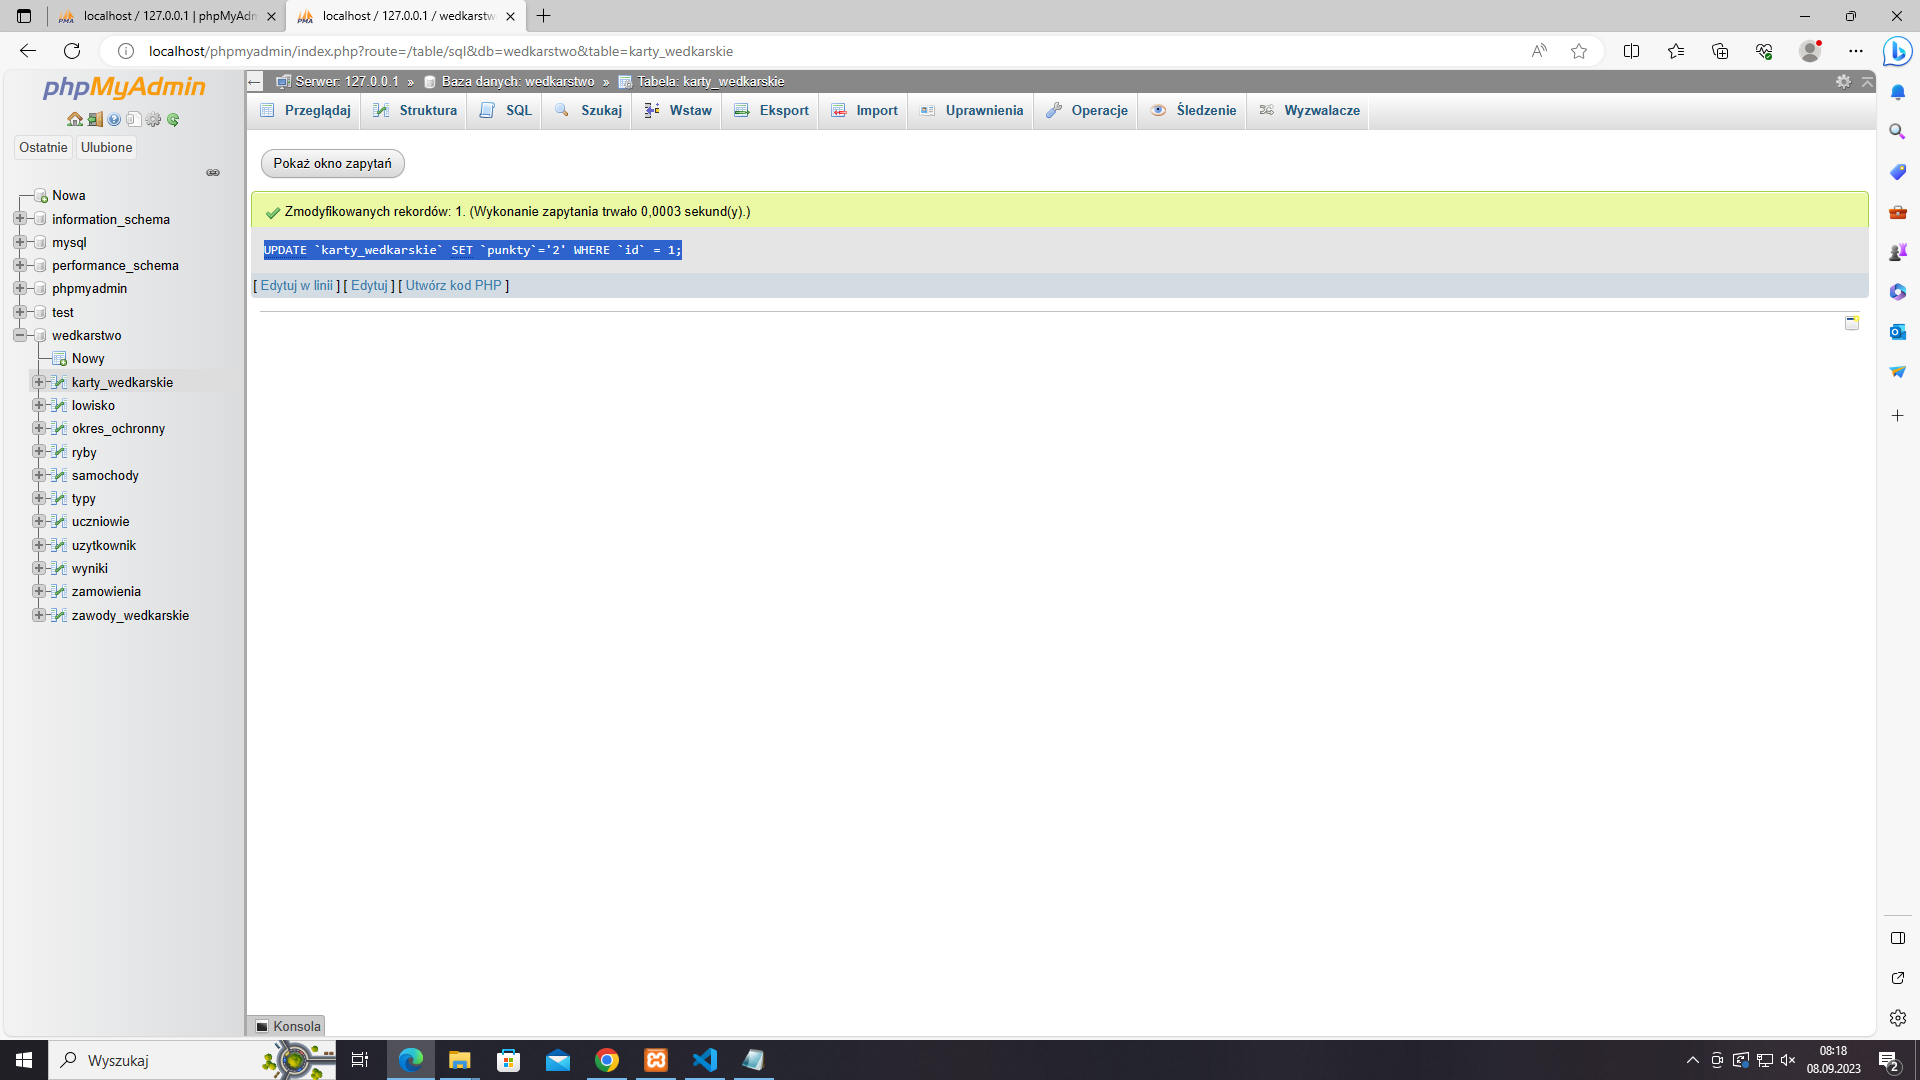 localhost / 127.0.0.1 | phpMyAdm
localhost / 127.0.0.1 / wedkarstw
localhost/phpmyadmin/index.php?route=/table/sql&db=wedkarstwo&table=karty_wedkarskie
phpMyAdmin
Ostatnie Ulubione
Nowa
information_schema
mysql
performance_schema
phpmyadmin
test
wedkarstwo
Nowy
karty_wedkarskie
lowisko
okres_ochronny
ryby
samochody
typy
uczniowie
uzytkownik
wyniki
zamowienia
zawody_wedkarskie
Serwer: 127.0.0.1 » Baza danych: wedkarstwo » Tabela: karty_wedkarskie
Przeglądaj Struktura SQL Szukaj Wstaw Eksport Import Uprawnienia Operacje Śledzenie Wyzwalacze
Pokaż okno zapytań
Zmodyfikowanych rekordów: 1. (Wykonanie zapytania trwało 0,0003 sekund(y).)
UPDATE `karty_wedkarskie` SET `punkty`='2' WHERE `id` = 1;
[ Edytuj w linii ] [ Edytuj ] [ Utwórz kod PHP ]
Konsola
Wyszukaj
08:18
08.09.2023
2